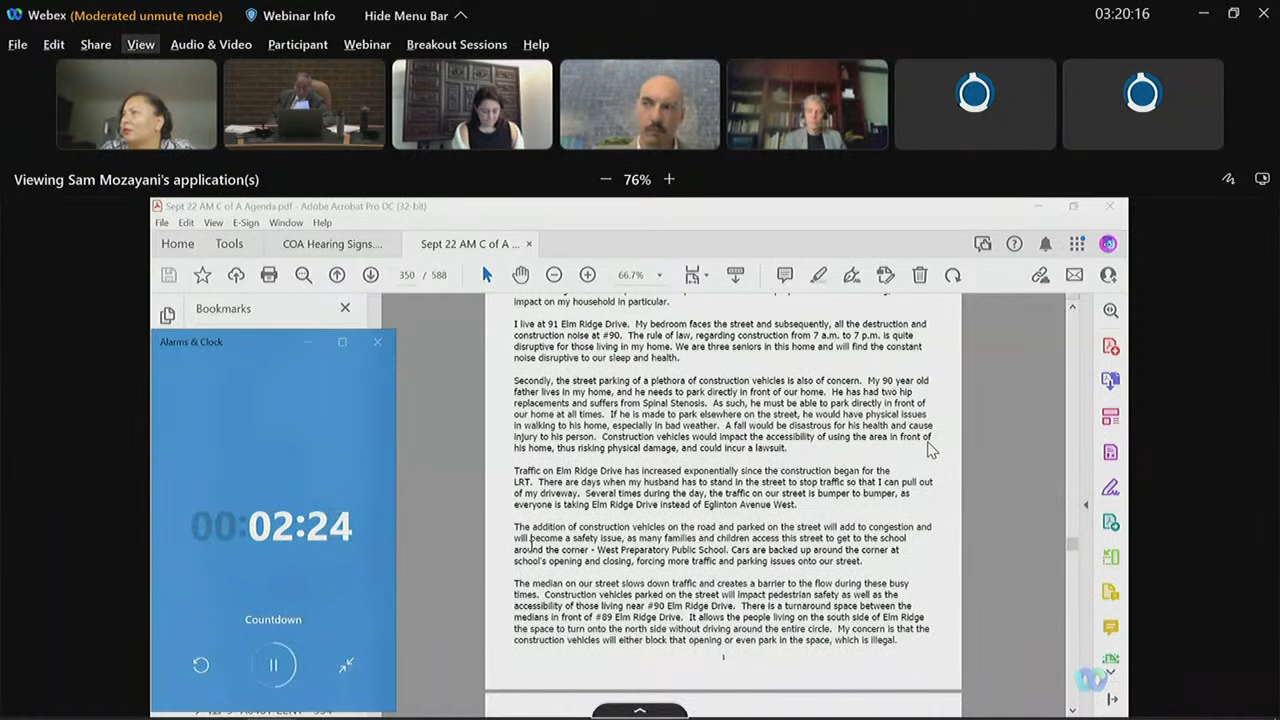 Webex (Moderated unmute mode) Webinar Info Hide Menu Bar 03:20:16
File Edit Share View Audio & Video Participant Webinar Breakout Sessions Help
Viewing Sam Mozayani's application(s) 76%
Sept 22 AM C of A Agenda.pdf - Adobe Acrobat Pro DC (32-bit)
File Edit View E-Sign Window Help
Home Tools COA Hearing Signs.... Sept 22 AM C of A ... ×
350 / 588 66.7%
Bookmarks
Alarms & Clock
00:02:24
Countdown
impact on my household in particular.
I live at 91 Elm Ridge Drive. My bedroom faces the street and subsequently, all the destruction and
construction noise at #90. The rule of law, regarding construction from 7 a.m. to 7 p.m. is quite
disruptive for those living in my home. We are three seniors in this home and will find the constant
noise disruptive to our sleep and health.
Secondly, the street parking of a plethora of construction vehicles is also of concern. My 90 year old
father lives in my home, and he needs to park directly in front of our home. He has had two hip
replacements and suffers from Spinal Stenosis. As such, he must be able to park directly in front of
our home at all times. If he is made to park elsewhere on the street, he would have physical issues
in walking to his home, especially in bad weather. A fall would be disastrous for his health and cause
injury to his person. Construction vehicles would impact the accessibility of using the area in front of
his home, thus risking physical damage, and could incur a lawsuit.
Traffic on Elm Ridge Drive has increased exponentially since the construction began for the
LRT. There are days when my husband has to stand in the street to stop traffic so that I can pull out
of my driveway. Several times during the day, the traffic on our street is bumper to bumper, as
everyone is taking Elm Ridge Drive instead of Eglinton Avenue West.
The addition of construction vehicles on the road and parked on the street will add to congestion and
will become a safety issue, as many families and children access this street to get to the school
around the corner - West Preparatory Public School. Cars are backed up around the corner at
school's opening and closing, forcing more traffic and parking issues onto our street.
The median on our street slows down traffic and creates a barrier to the flow during these busy
times. Construction vehicles parked on the street will impact pedestrian safety as well as the
accessibility of those living near #90 Elm Ridge Drive. There is a turnaround space between the
medians in front of #89 Elm Ridge Drive. It allows the people living on the south side of Elm Ridge
the space to turn onto the north side without driving around the entire circle. My concern is that the
construction vehicles will either block that opening or even park in the space, which is illegal.
1